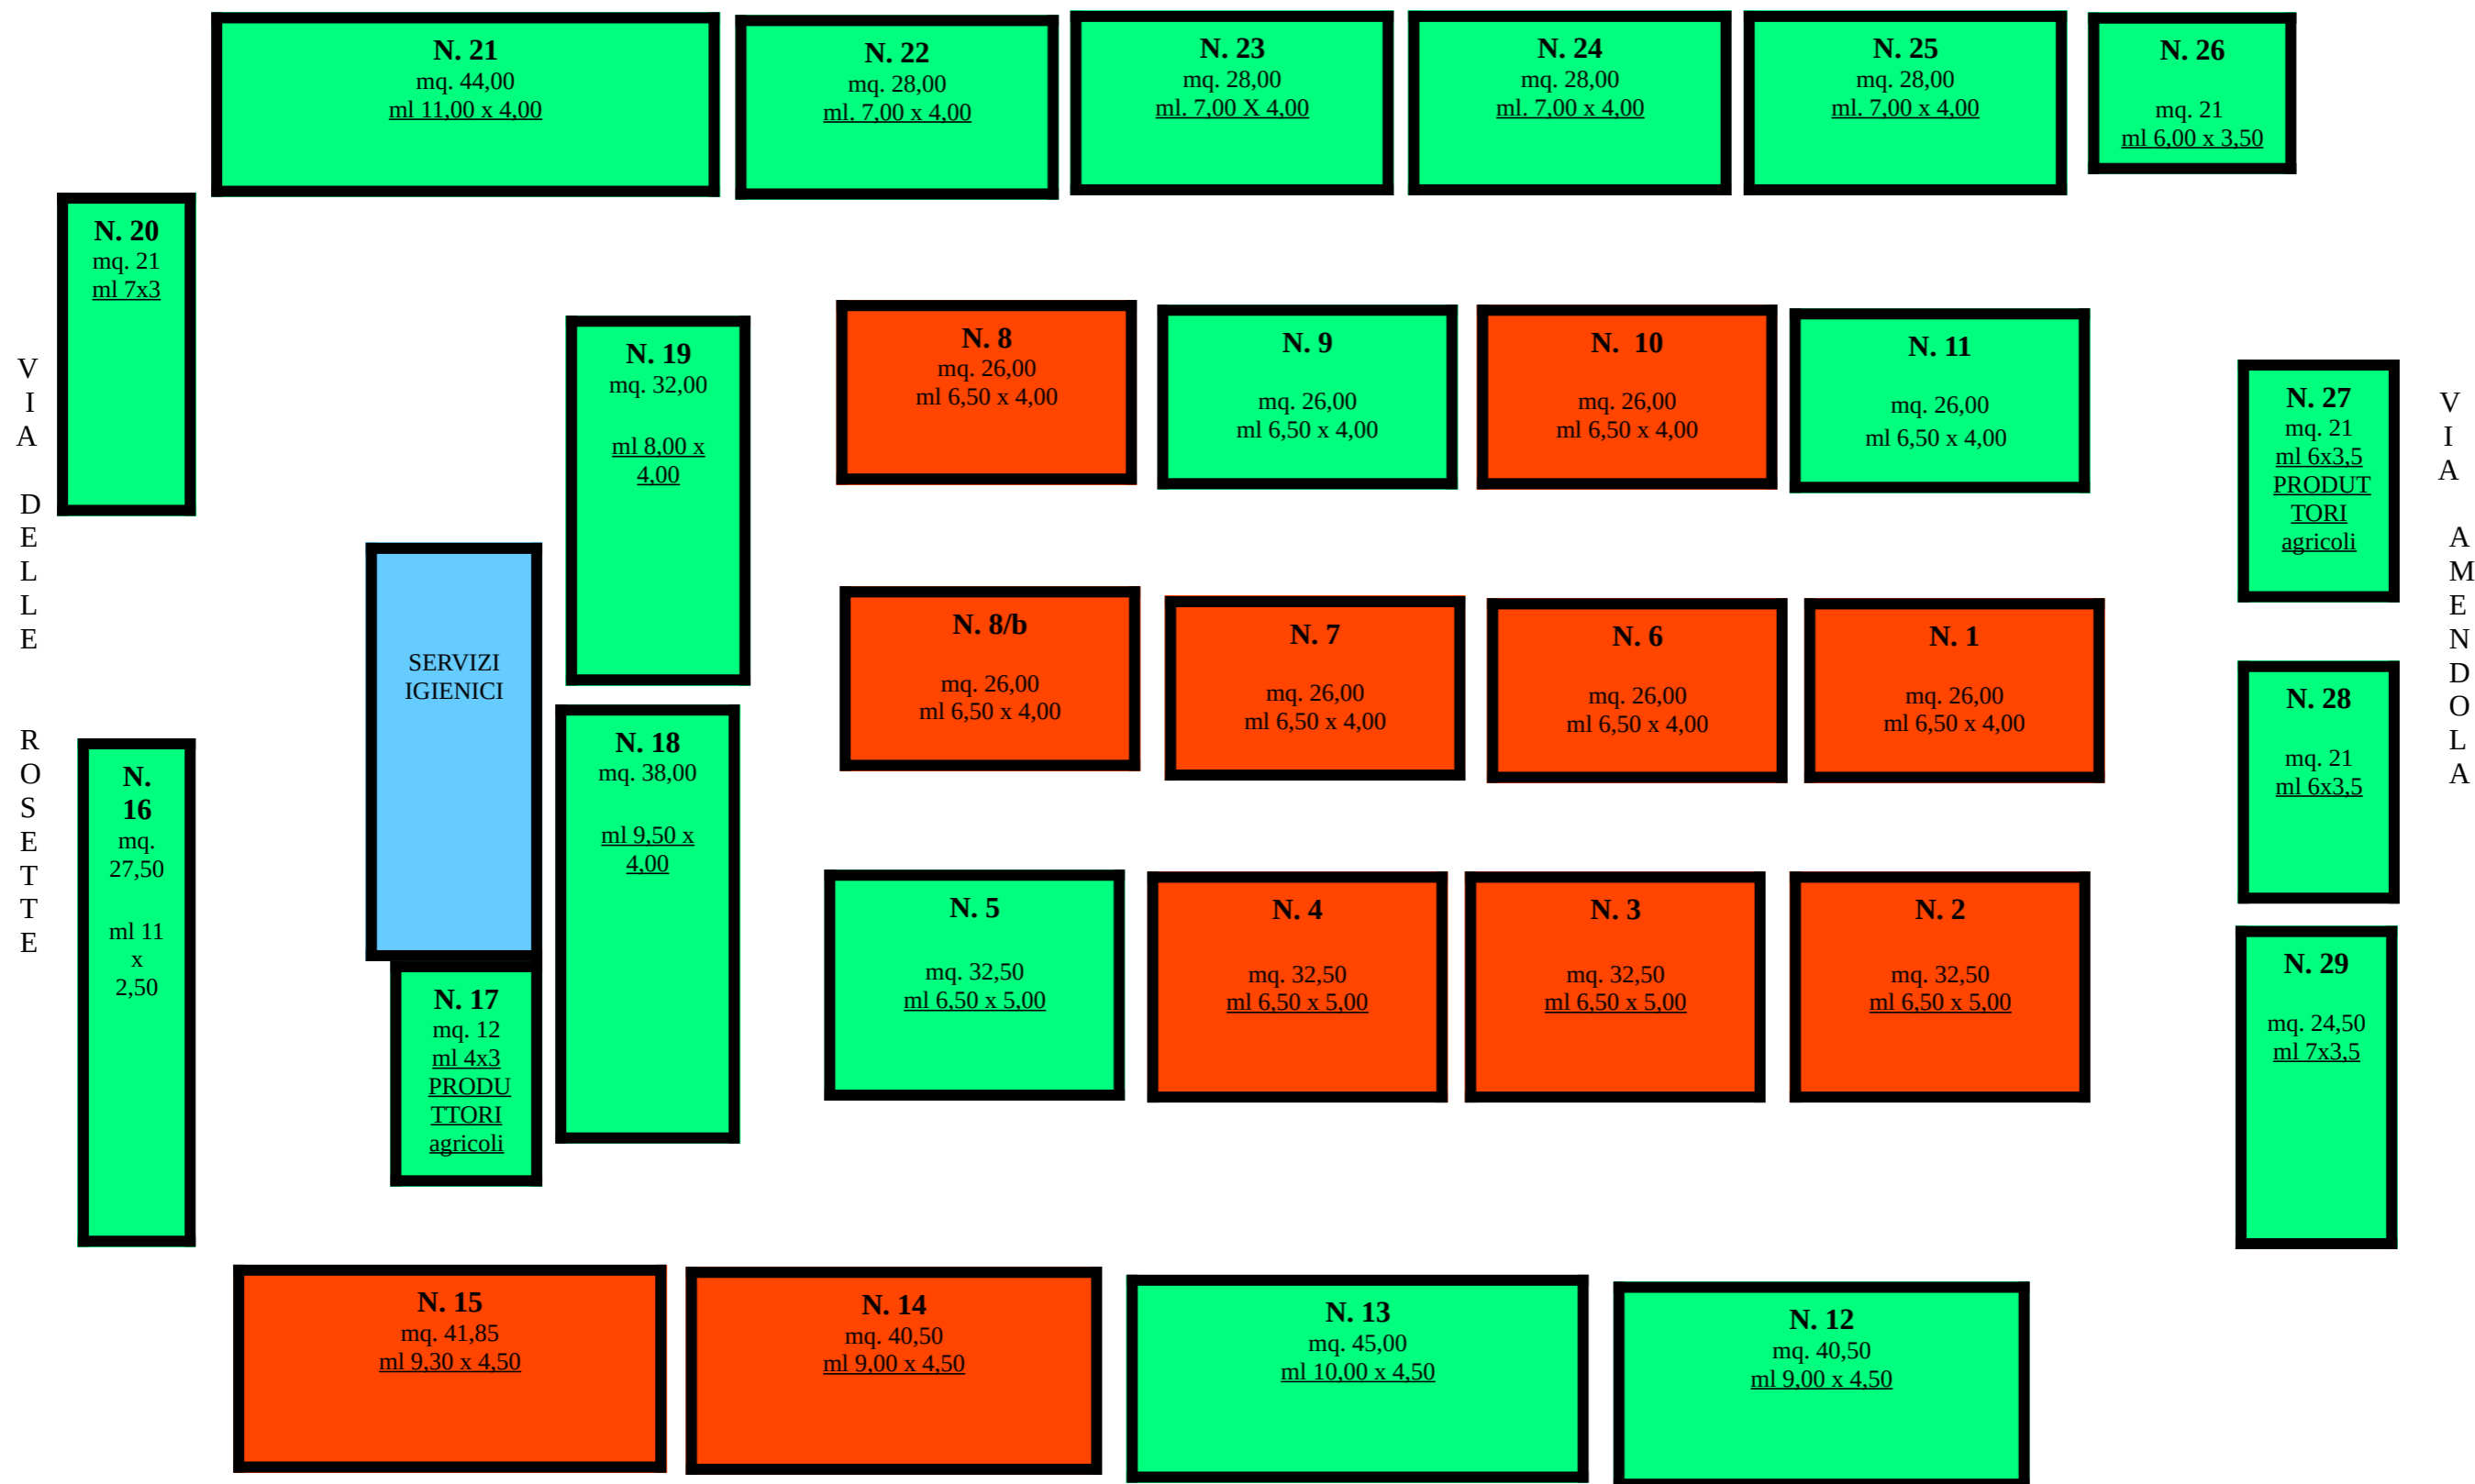 N. 21
mq. 44,00
ml 11,00 x 4,00
N. 22
mq. 28,00
ml. 7,00 x 4,00
N. 23
mq. 28,00
ml. 7,00 X 4,00
N. 24
mq. 28,00
ml. 7,00 x 4,00
N. 25
mq. 28,00
ml. 7,00 x 4,00
N. 26
mq. 21
ml 6,00 x 3,50
N. 20
mq. 21
ml 7x3
VIA DELLE ROSETTE
N. 19
mq. 32,00
ml 8,00 x
4,00
N. 8
mq. 26,00
ml 6,50 x 4,00
N. 9
mq. 26,00
ml 6,50 x 4,00
N. 10
mq. 26,00
ml 6,50 x 4,00
N. 11
mq. 26,00
ml 6,50 x 4,00
N. 27
mq. 21
ml 6x3,5
PRODUT
TORI
agricoli
VIA AMENDOLA
SERVIZI
IGIENICI
N. 8/b
mq. 26,00
ml 6,50 x 4,00
N. 7
mq. 26,00
ml 6,50 x 4,00
N. 6
mq. 26,00
ml 6,50 x 4,00
N. 1
mq. 26,00
ml 6,50 x 4,00
N. 28
mq. 21
ml 6x3,5
N.
16
mq.
27,50
ml 11
x
2,50
N. 18
mq. 38,00
ml 9,50 x
4,00
N. 17
mq. 12
ml 4x3
PRODU
TTORI
agricoli
N. 5
mq. 32,50
ml 6,50 x 5,00
N. 4
mq. 32,50
ml 6,50 x 5,00
N. 3
mq. 32,50
ml 6,50 x 5,00
N. 2
mq. 32,50
ml 6,50 x 5,00
N. 29
mq. 24,50
ml 7x3,5
N. 15
mq. 41,85
ml 9,30 x 4,50
N. 14
mq. 40,50
ml 9,00 x 4,50
N. 13
mq. 45,00
ml 10,00 x 4,50
N. 12
mq. 40,50
ml 9,00 x 4,50